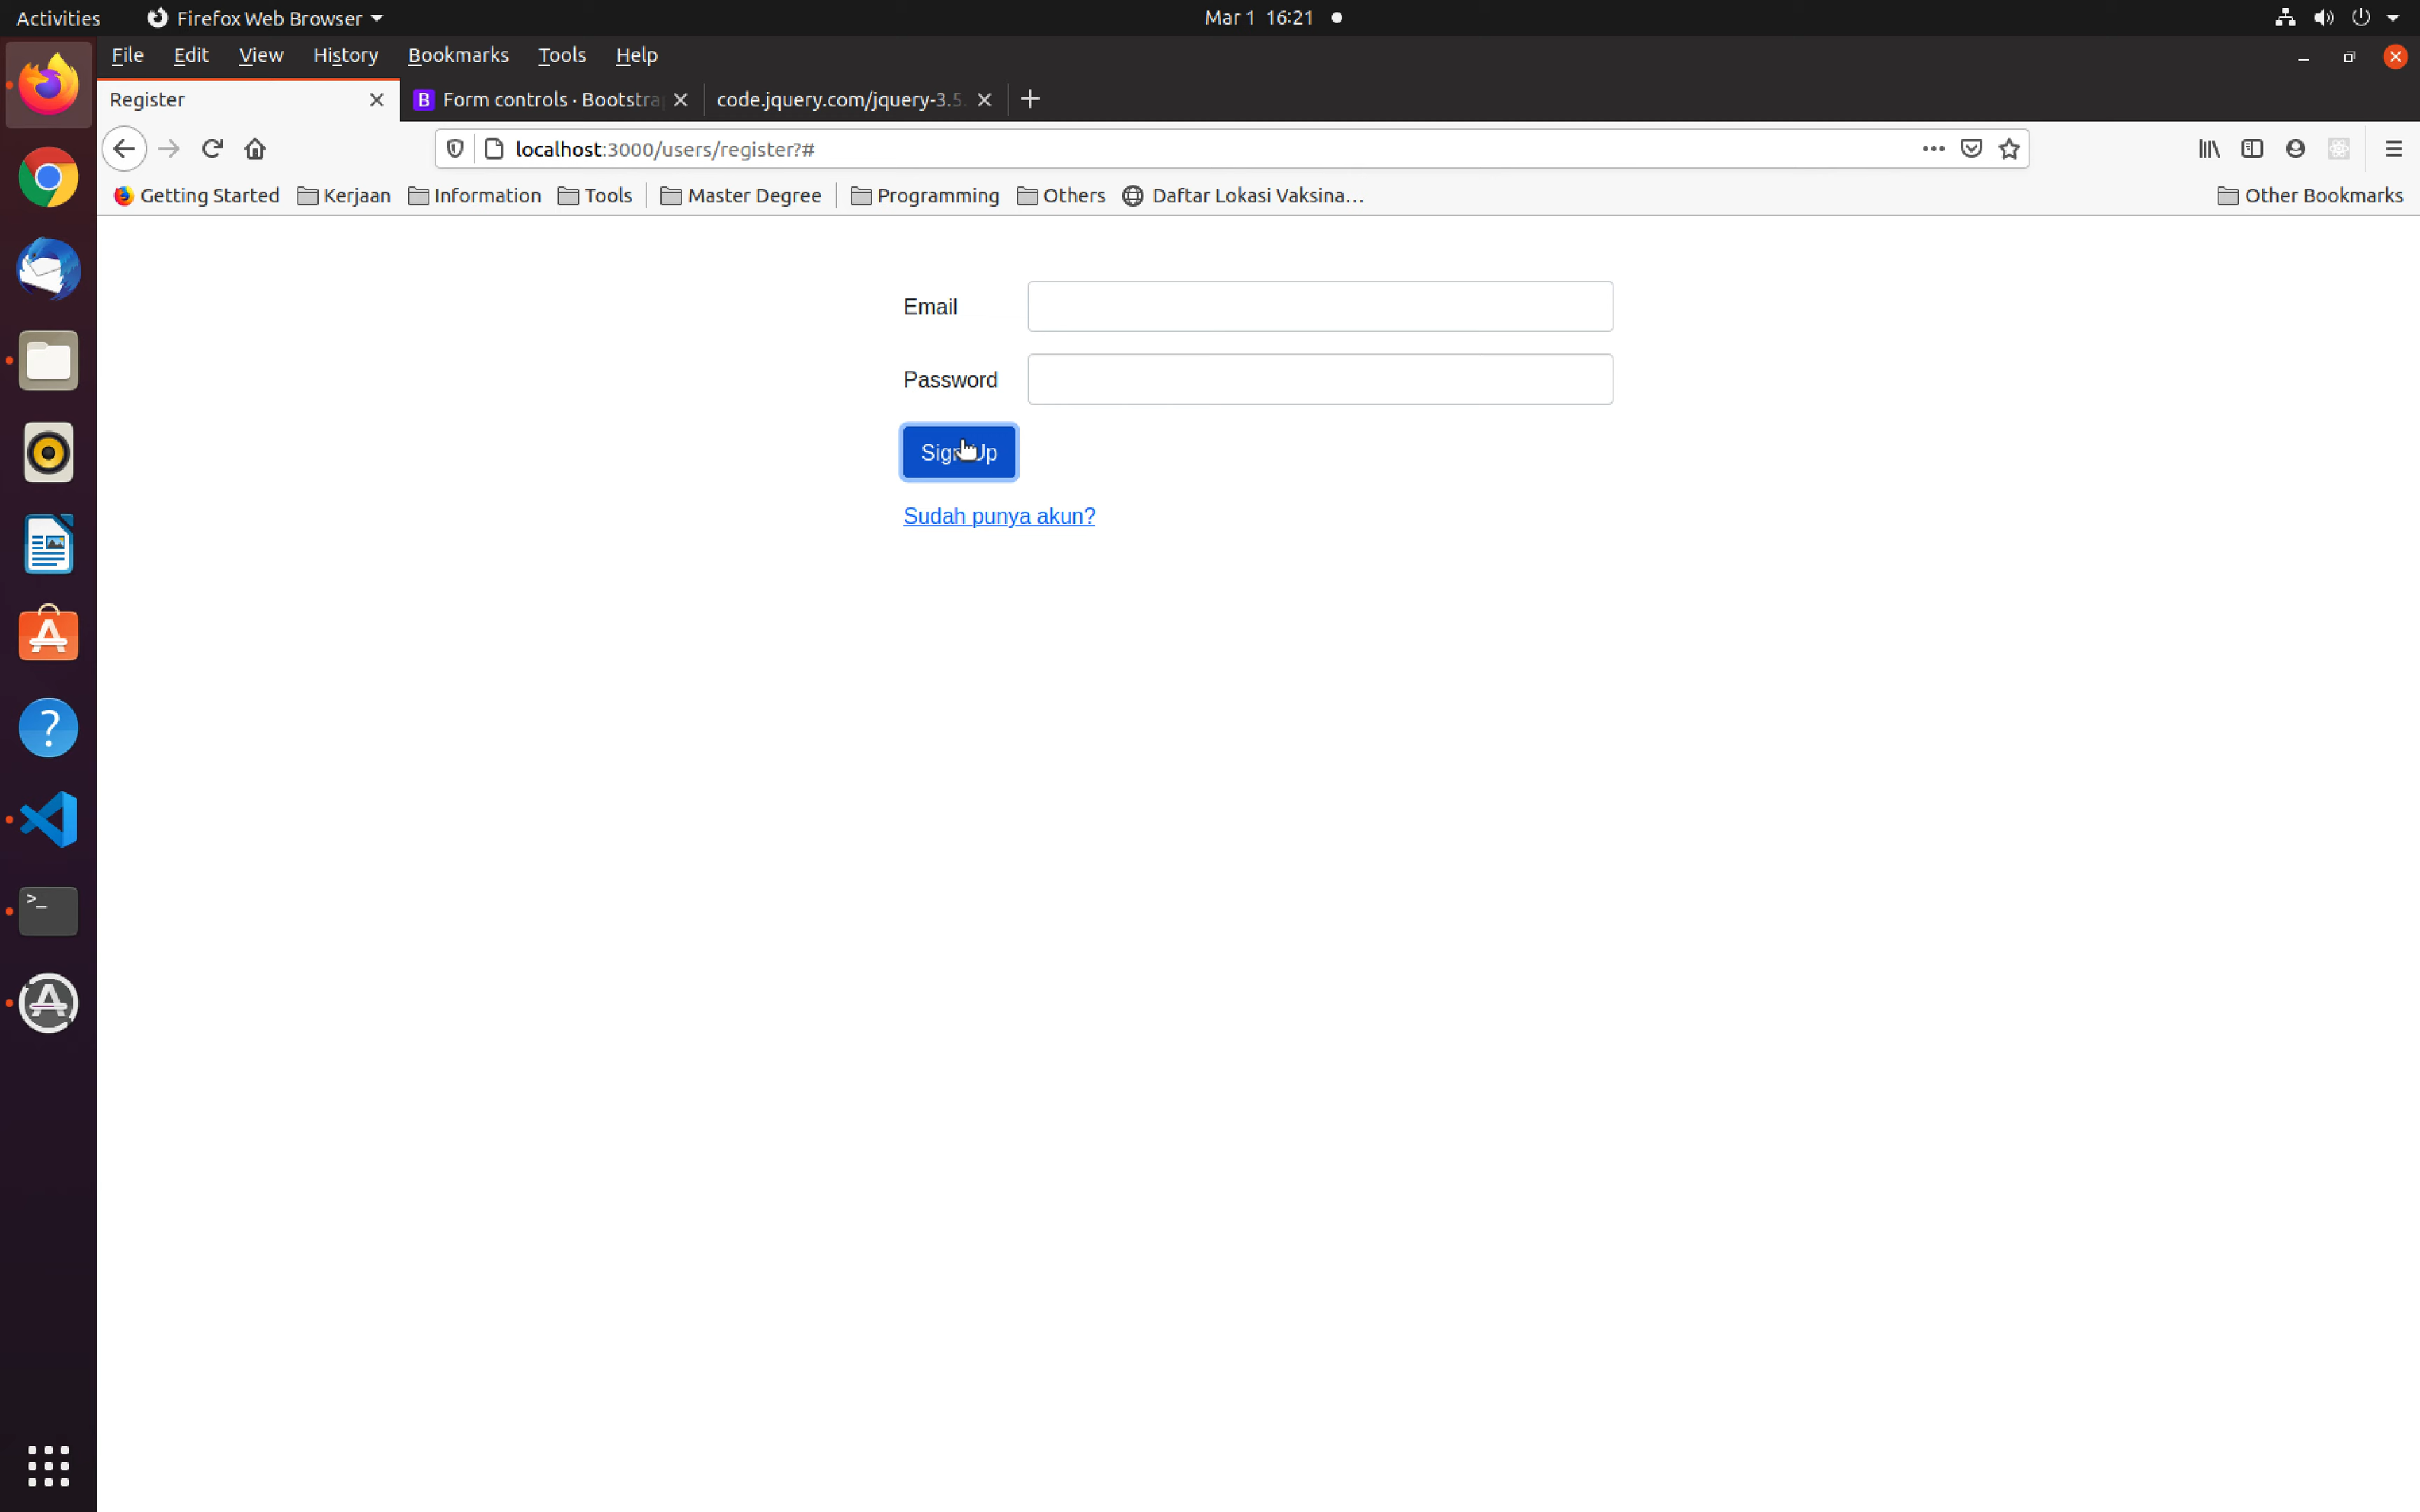 Activities Firefox Web Browser Mar 1 16:21
File Edit View History Bookmarks Tools Help
Register Form controls · Bootstra code.jquery.com/jquery-3.5.
localhost:3000/users/register?#
Getting Started Kerjaan Information Tools Master Degree Programming Others Daftar Lokasi Vaksina... Other Bookmarks
Email
Password
Sign Up
Sudah punya akun?